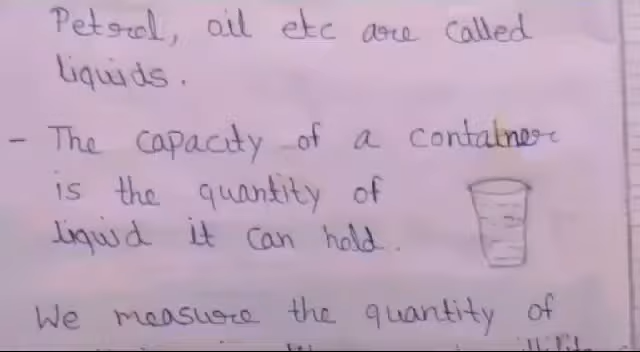 Petrol, oil etc are called
liquids.
- The capacity of a container
is the quantity of
liquid it can hold.
We measure the quantity of